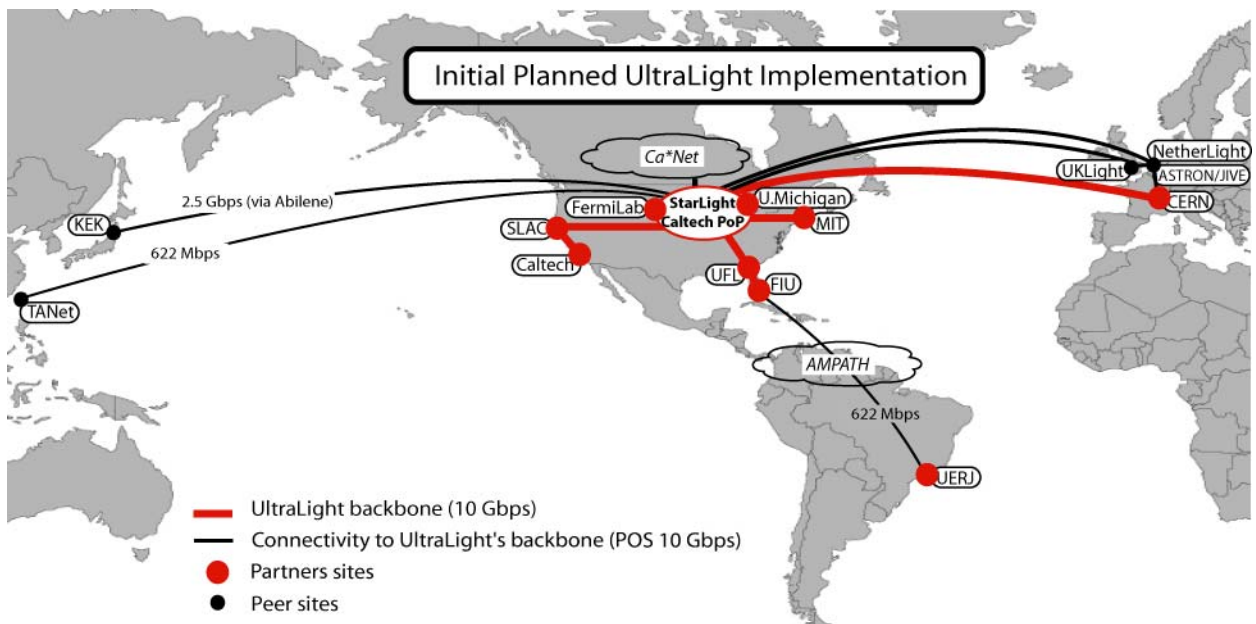 Initial Planned UltraLight Implementation
Ca*Net
NetherLight
UKLight
ASTRON/JIVE
CERN
2.5 Gbps (via Abilene)
FermiLab
StarLight
Caltech PoP
U.Michigan
MIT
KEK
SLAC
622 Mbps
Caltech
UFL
FIU
TANet
AMPATH
622 Mbps
UERJ
UltraLight backbone (10 Gbps)
Connectivity to UltraLight's backbone (POS 10 Gbps)
Partners sites
Peer sites